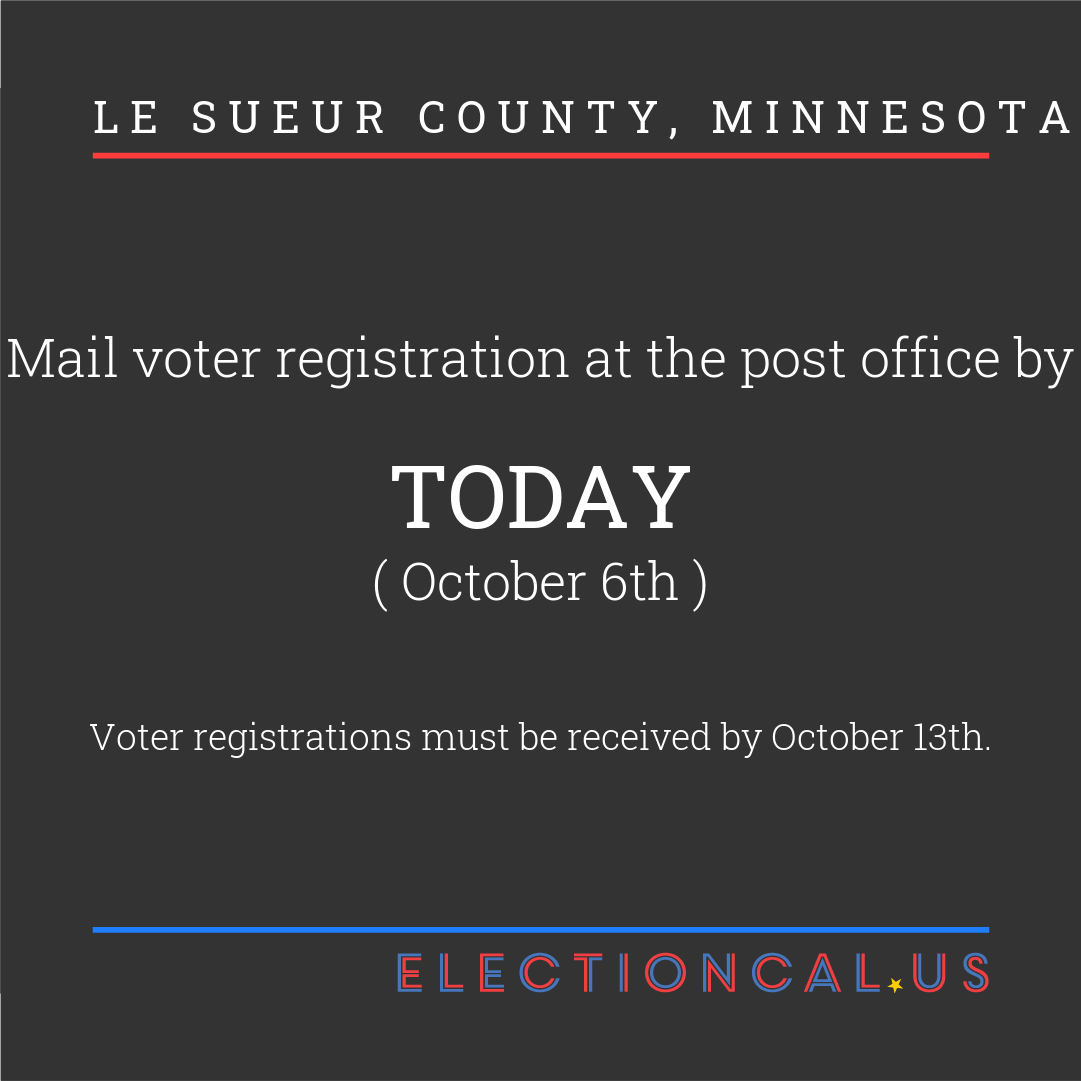 LE SUEUR COUNTY, MINNESOTA
Mail voter registration at the post office by
TODAY
( October 6th )
Voter registrations must be received by October 13th.
ELECTIONCAL.US